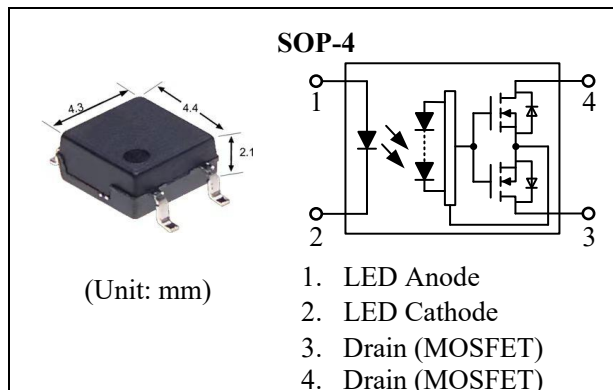 SOP-4
4.3
4.4
2.1
1
4
2
3
(Unit: mm)
1. LED Anode
2. LED Cathode
3. Drain (MOSFET)
4. Drain (MOSFET)